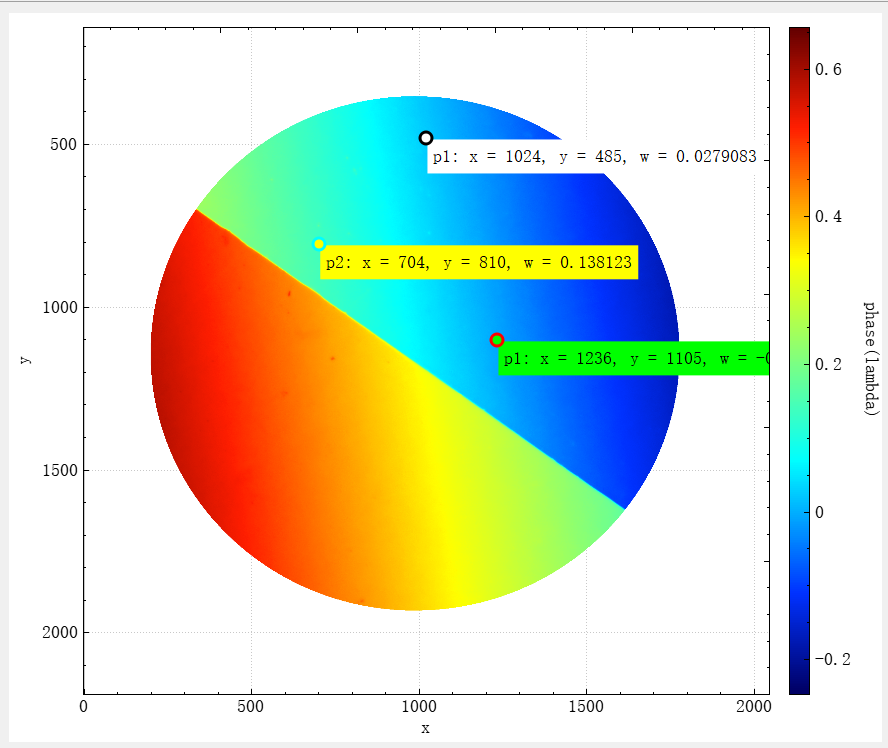 0.6
500
p1: x = 1024, y = 485, w = 0.0279083
0.4
p2: x = 704, y = 810, w = 0.138123
1000
y
p1: x = 1236, y = 1105, w = -0
0.2
phase(lambda)
1500
0
2000
-0.2
0
500
1000
1500
2000
x